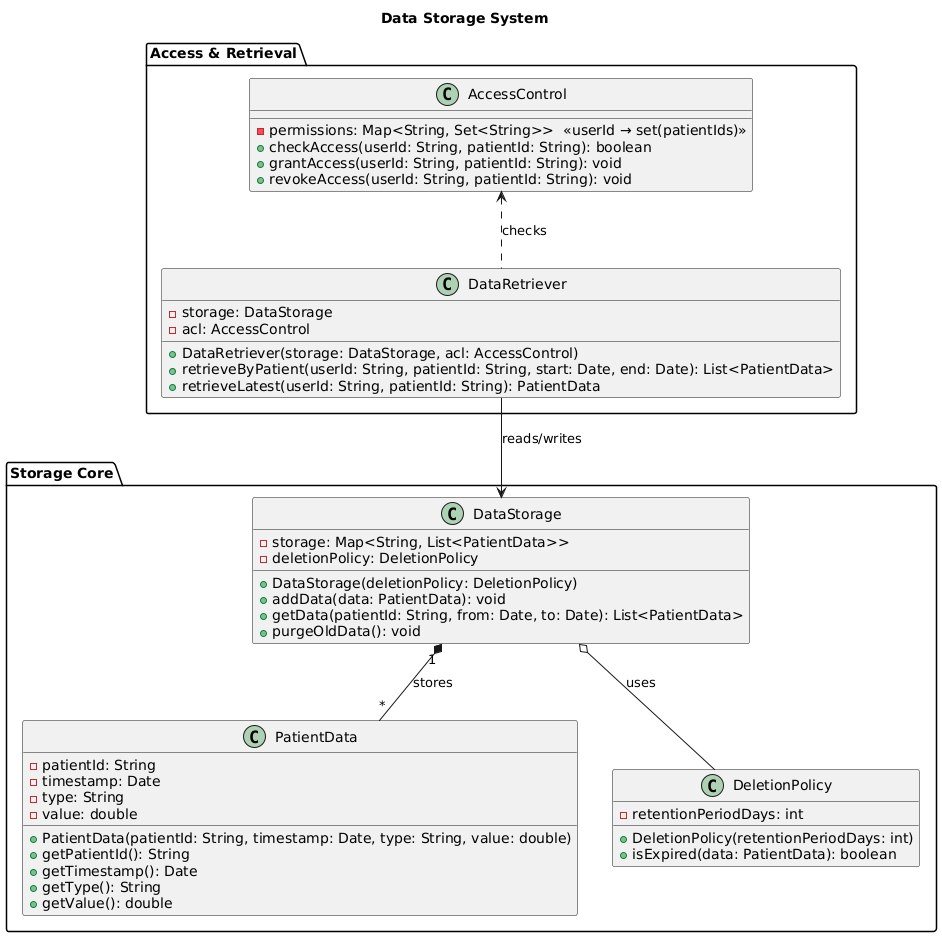 Data Storage System
Access & Retrieval
C AccessControl
permissions: Map<String, Set<String>> «userId → set(patientIds)»
checkAccess(userId: String, patientId: String): boolean
grantAccess(userId: String, patientId: String): void
revokeAccess(userId: String, patientId: String): void
checks
C DataRetriever
storage: DataStorage
acl: AccessControl
DataRetriever(storage: DataStorage, acl: AccessControl)
retrieveByPatient(userId: String, patientId: String, start: Date, end: Date): List<PatientData>
retrieveLatest(userId: String, patientId: String): PatientData
reads/writes
Storage Core
C DataStorage
storage: Map<String, List<PatientData>>
deletionPolicy: DeletionPolicy
DataStorage(deletionPolicy: DeletionPolicy)
addData(data: PatientData): void
getData(patientId: String, from: Date, to: Date): List<PatientData>
purgeOldData(): void
1
stores
*
uses
C PatientData
patientId: String
timestamp: Date
type: String
value: double
PatientData(patientId: String, timestamp: Date, type: String, value: double)
getPatientId(): String
getTimestamp(): Date
getType(): String
getValue(): double
C DeletionPolicy
retentionPeriodDays: int
DeletionPolicy(retentionPeriodDays: int)
isExpired(data: PatientData): boolean